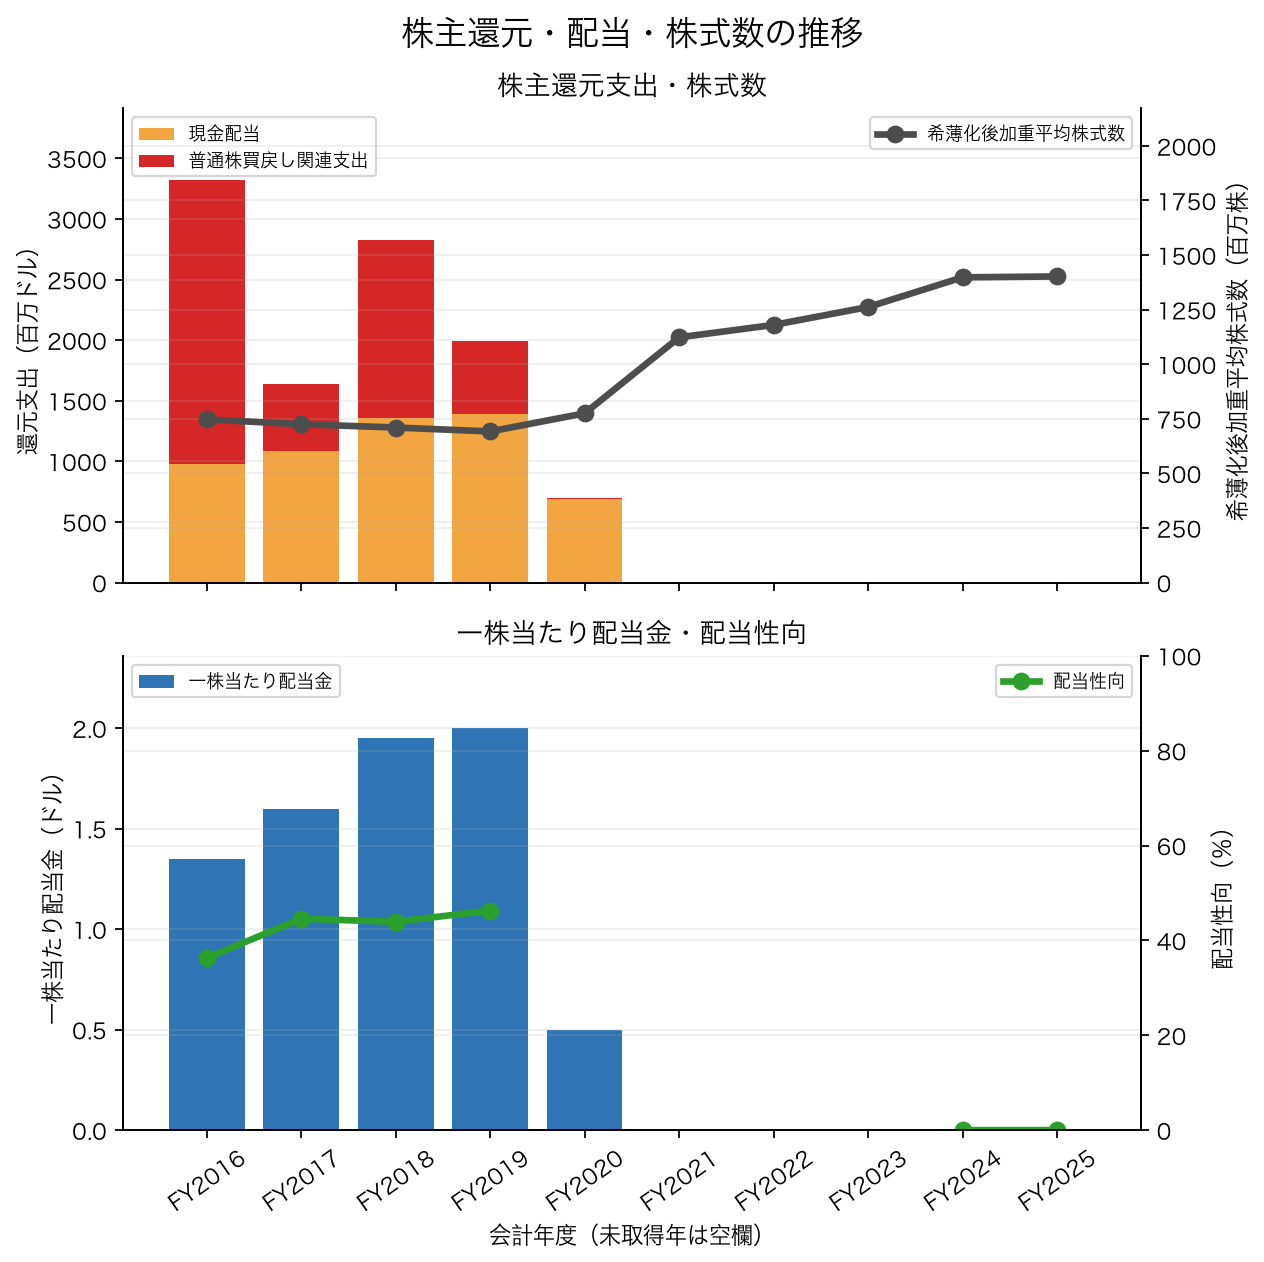 株主還元・配当・株式数の推移
株主還元支出・株式数
現金配当
普通株買戻し関連支出
希薄化後加重平均株式数
還元支出（百万ドル）
3500
3000
2500
2000
1500
1000
500
0
2000
1750
1500
1250
1000
750
500
250
0
希薄化後加重平均株式数（百万株）
一株当たり配当金・配当性向
一株当たり配当金
配当性向
一株当たり配当金（ドル）
2.0
1.5
1.0
0.5
0.0
100
80
60
40
20
0
配当性向（%）
FY2016
FY2017
FY2018
FY2019
FY2020
FY2021
FY2022
FY2023
FY2024
FY2025
会計年度（未取得年は空欄）